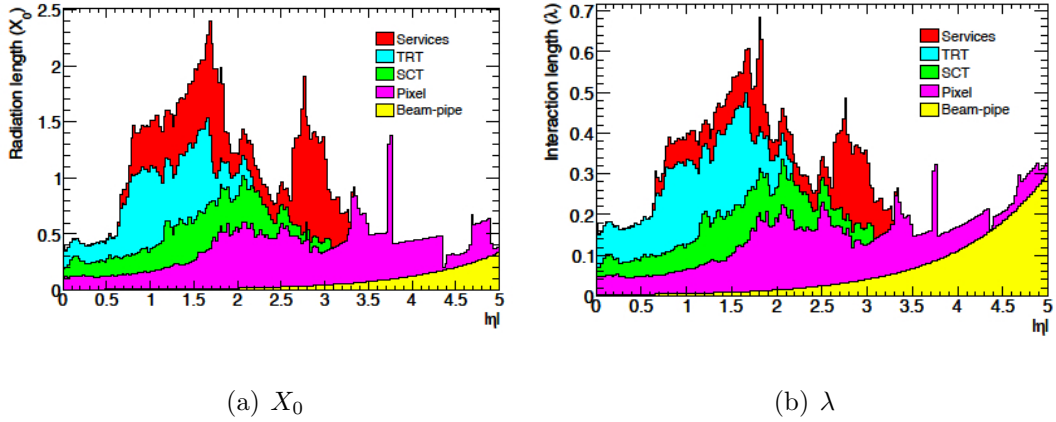 Radiation length (X0)
2.5
2
1.5
1
0.5
0
Services
TRT
SCT
Pixel
Beam-pipe
0 0.5 1 1.5 2 2.5 3 3.5 4 4.5 5
|η|
(a) X0
Interaction length (λ)
0.7
0.6
0.5
0.4
0.3
0.2
0.1
0
Services
TRT
SCT
Pixel
Beam-pipe
0 0.5 1 1.5 2 2.5 3 3.5 4 4.5 5
|η|
(b) λ